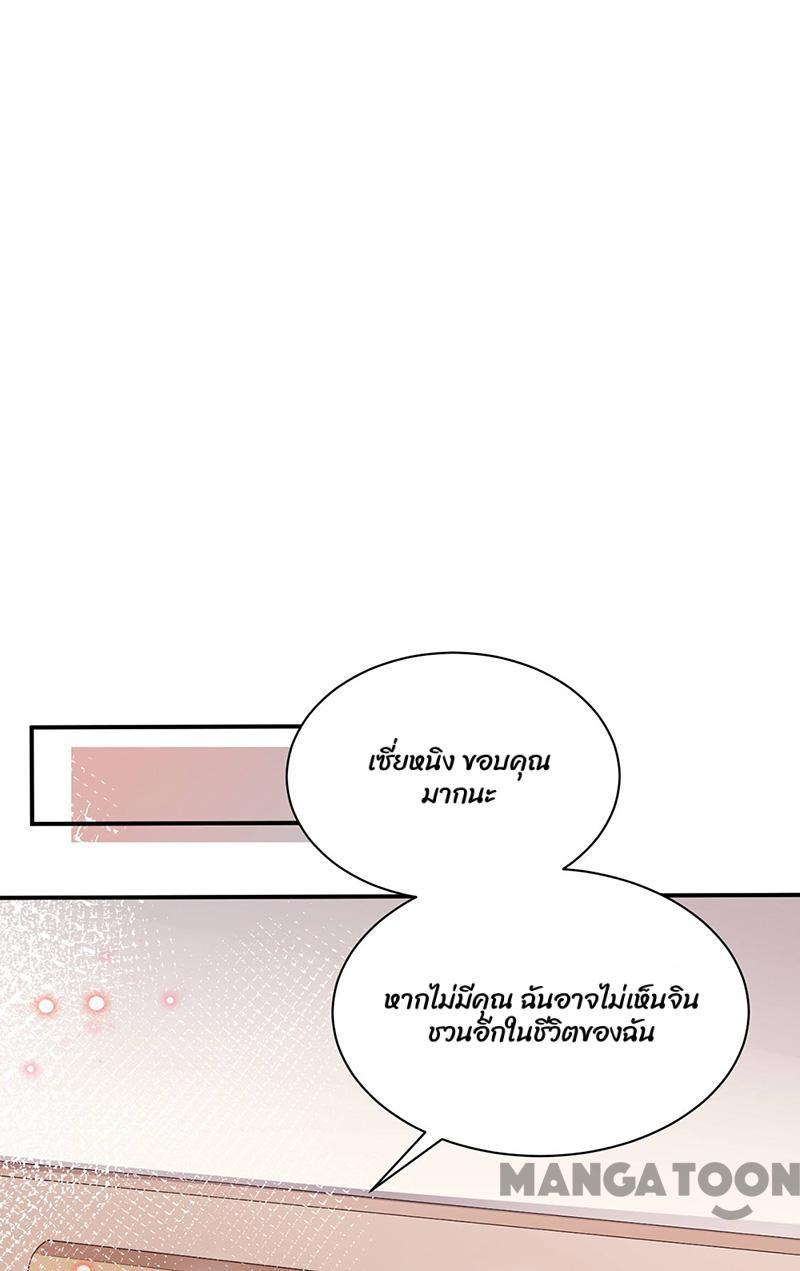 เซี่ยหนิง ขอบคุณ
มากนะ
หากไม่มีคุณ ฉันอาจไม่เห็นจิน
ชวนอีกในชีวิตของฉัน
MANGATOON